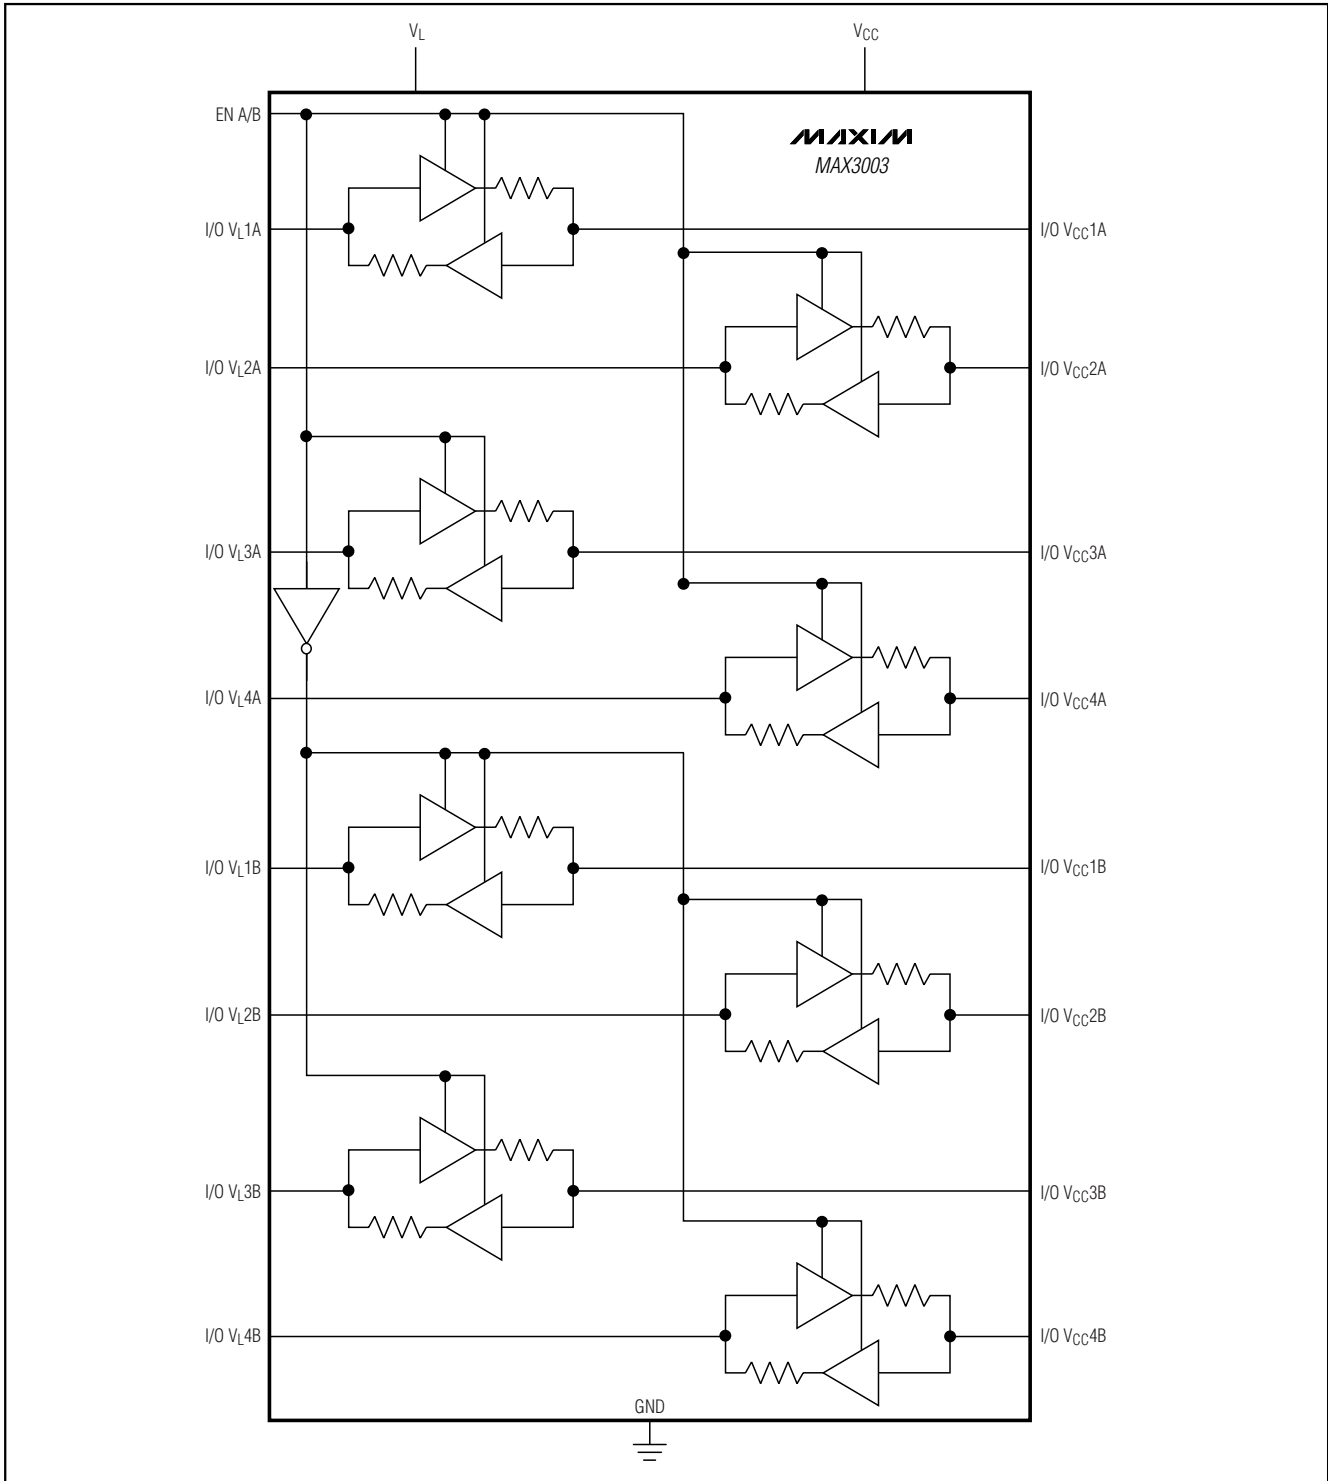 VL VCC
EN A/B
MAXIM
MAX3003
I/O VL1A I/O VCC1A
I/O VL2A I/O VCC2A
I/O VL3A I/O VCC3A
I/O VL4A I/O VCC4A
I/O VL1B I/O VCC1B
I/O VL2B I/O VCC2B
I/O VL3B I/O VCC3B
I/O VL4B I/O VCC4B
GND